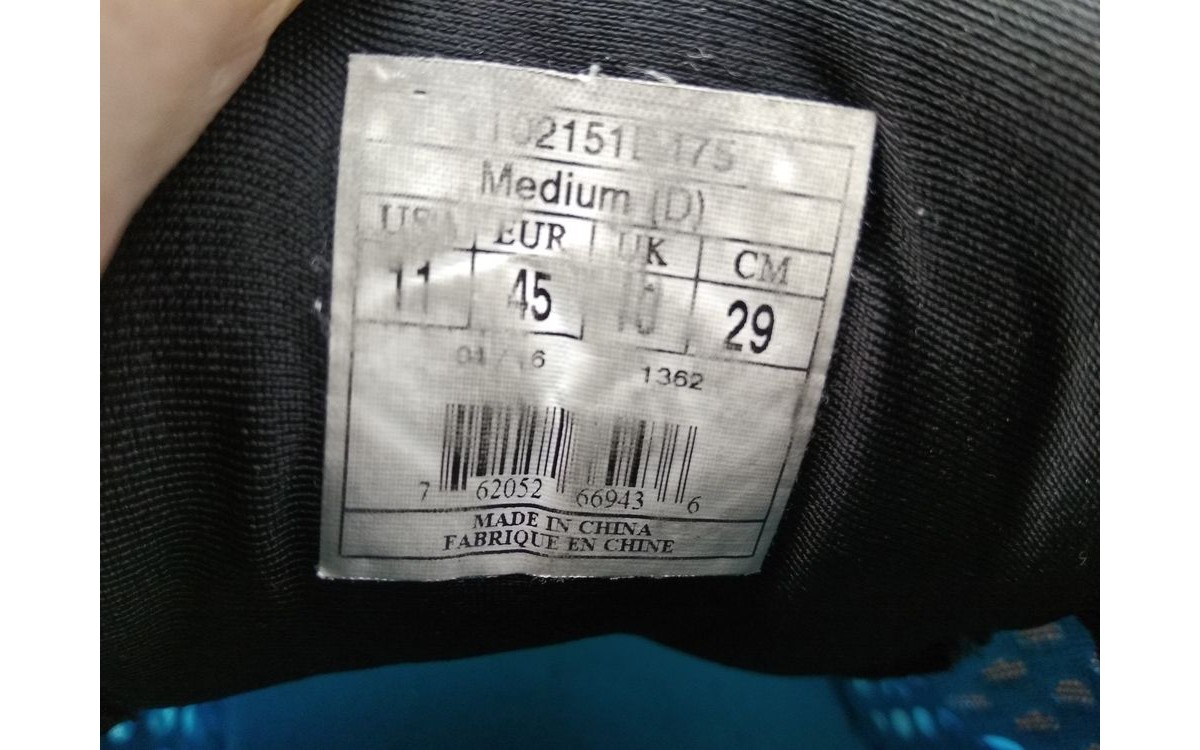 Medium (D)
USA EUR UK CM
11 45 10 29
1362
7 62052 66943 6
MADE IN CHINA
FABRIQUE EN CHINE